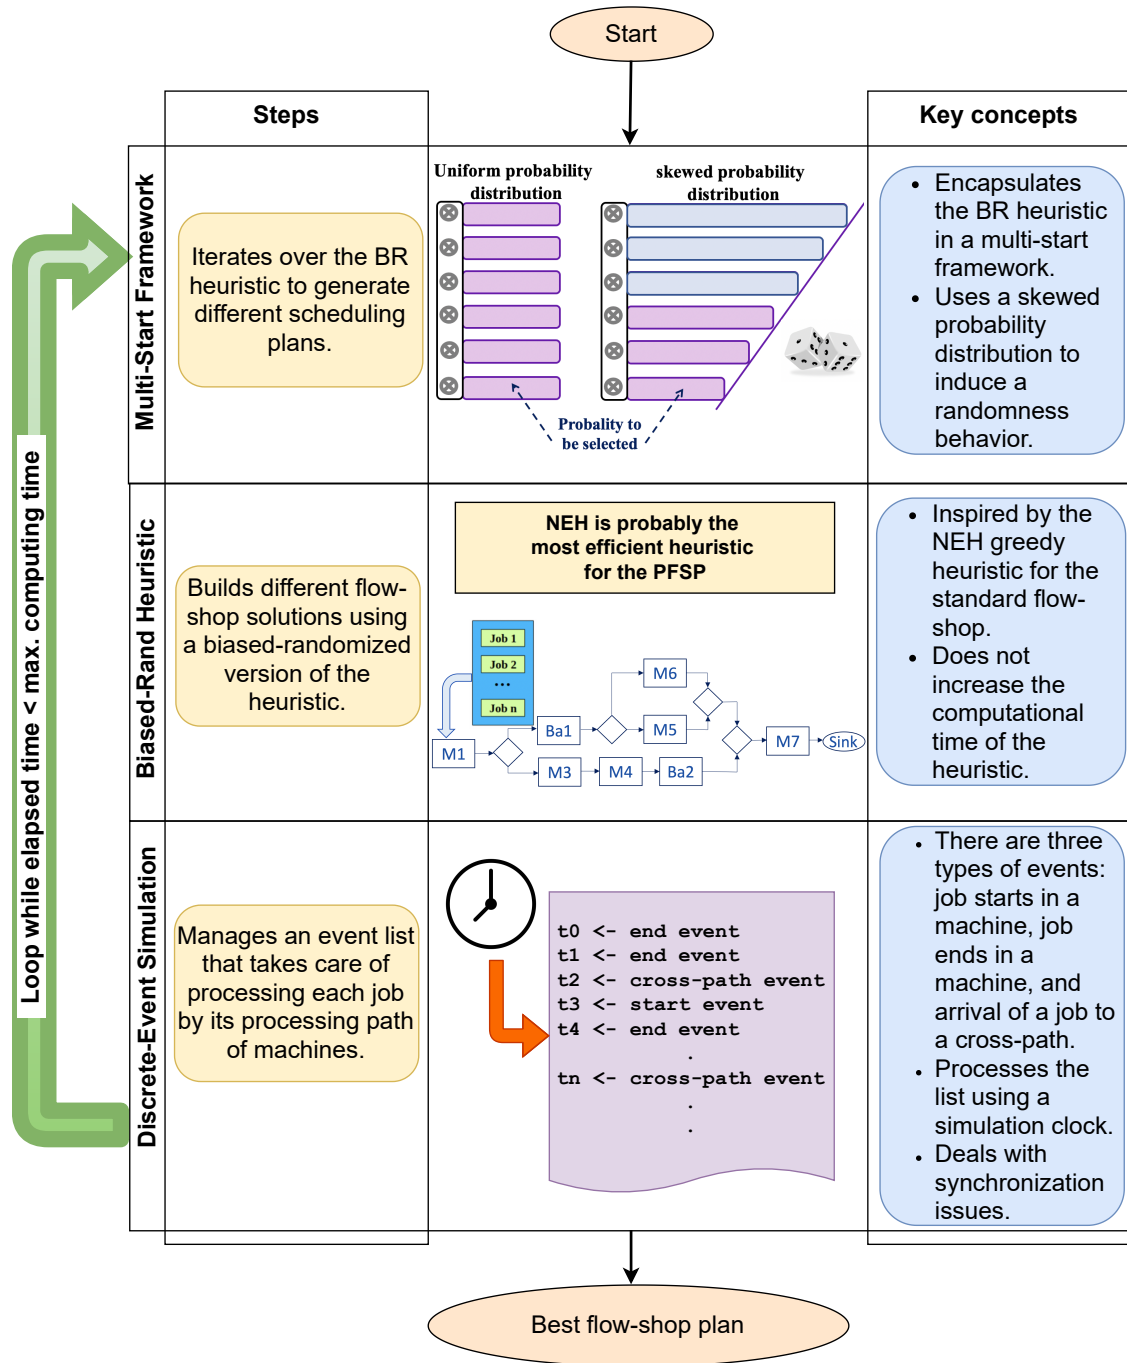 Start
Steps
Key concepts
Loop while elapsed time < max. computing time
Multi-Start Framework
Iterates over the BR
heuristic to generate
different scheduling
plans.
Uniform probability
distribution
skewed probability
distribution
Probality to
be selected
• Encapsulates
the BR heuristic
in a multi-start
framework.
• Uses a skewed
probability
distribution to
induce a
randomness
behavior.
Biased-Rand Heuristic
Builds different flow-
shop solutions using
a biased-randomized
version of the
heuristic.
NEH is probably the
most efficient heuristic
for the PFSP
Job 1
Job 2
...
Job n
M1
Ba1
M6
M5
M3
M4
Ba2
M7
Sink
• Inspired by the
NEH greedy
heuristic for the
standard flow-
shop.
• Does not
increase the
computational
time of the
heuristic.
Discrete-Event Simulation
Manages an event list
that takes care of
processing each job
by its processing path
of machines.
t0 <- end event
t1 <- end event
t2 <- cross-path event
t3 <- start event
t4 <- end event
.
tn <- cross-path event
.
.
• There are three
types of events:
job starts in a
machine, job
ends in a
machine, and
arrival of a job to
a cross-path.
• Processes the
list using a
simulation clock.
• Deals with
synchronization
issues.
Best flow-shop plan